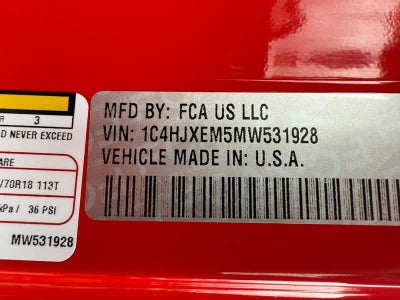 MFD BY: FCA US LLC
VIN: 1C4HJXEM5MW531928
VEHICLE MADE IN: U.S.A.
R 3
D NEVER EXCEED
/70R18 113T
kPa / 36 PSI
MW531928